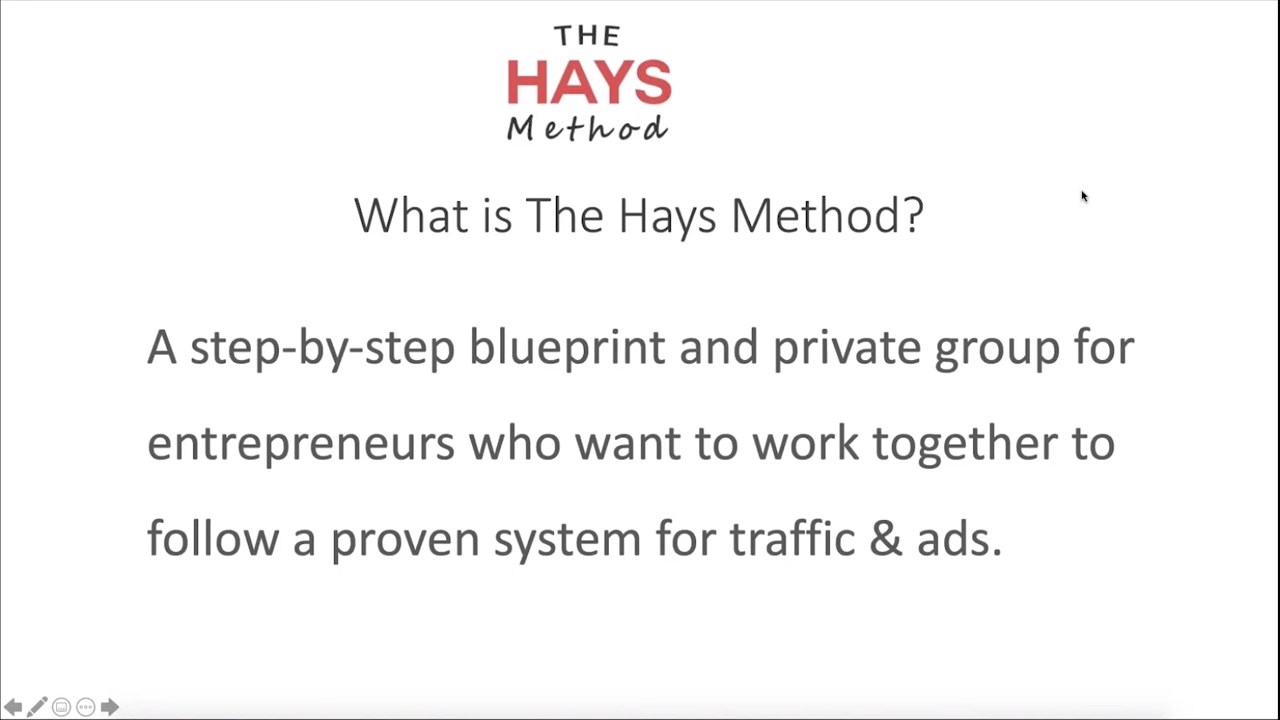 THE
HAYS
Method
What is The Hays Method?
A step-by-step blueprint and private group for
entrepreneurs who want to work together to
follow a proven system for traffic & ads.